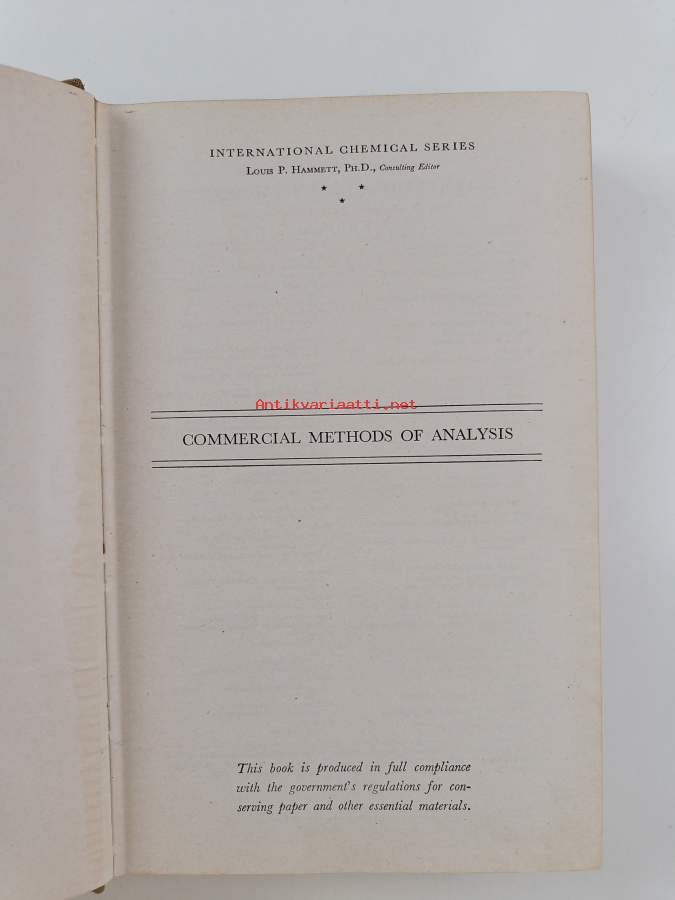 INTERNATIONAL CHEMICAL SERIES
LOUIS P. HAMMETT, PH.D., Consulting Editor
Antikvariaatti.net
COMMERCIAL METHODS OF ANALYSIS
This book is produced in full compliance
with the government's regulations for con-
serving paper and other essential materials.